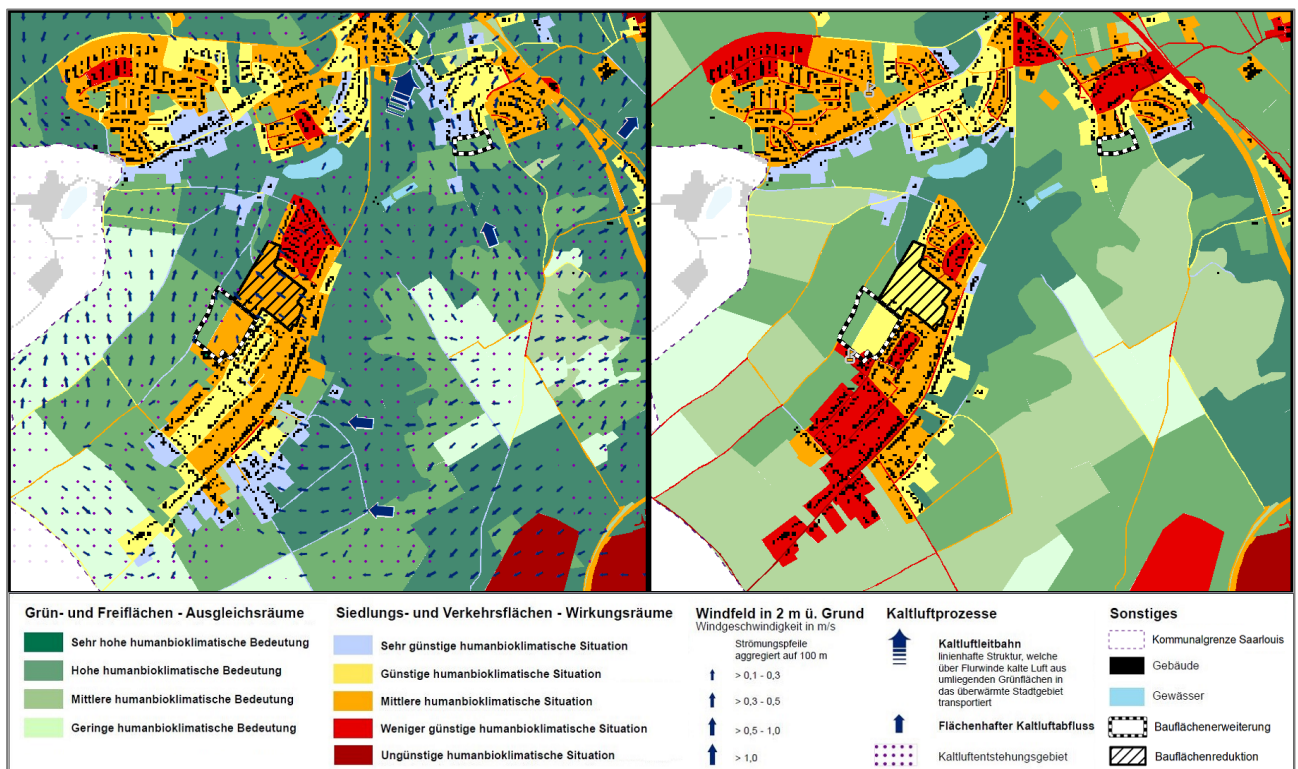 Grün- und Freiflächen - Ausgleichsräume
Sehr hohe humanbioklimatische Bedeutung
Hohe humanbioklimatische Bedeutung
Mittlere humanbioklimatische Bedeutung
Geringe humanbioklimatische Bedeutung
Siedlungs- und Verkehrsflächen - Wirkungsräume
Sehr günstige humanbioklimatische Situation
Günstige humanbioklimatische Situation
Mittlere humanbioklimatische Situation
Weniger günstige humanbioklimatische Situation
Ungünstige humanbioklimatische Situation
Windfeld in 2 m ü. Grund
Windgeschwindigkeit in m/s
Strömungspfeile
aggregiert auf 100 m
> 0,1 - 0,3
> 0,3 - 0,5
> 0,5 - 1,0
> 1,0
Kaltluftprozesse
Kaltluftleitbahn
linienhafte Struktur, welche
über Flurwinde kalte Luft aus
umliegenden Grünflächen in
das überwärmte Stadtgebiet
transportiert
Flächenhafter Kaltluftabfluss
Kaltluftentstehungsgebiet
Sonstiges
Kommunalgrenze Saarlouis
Gebäude
Gewässer
Bauflächenerweiterung
Bauflächenreduktion